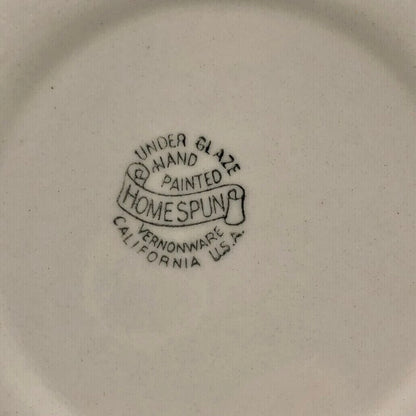 UNDER GLAZE
HAND
PAINTED
HOMESPUN
VERNONWARE
CALIFORNIA U.S.A.